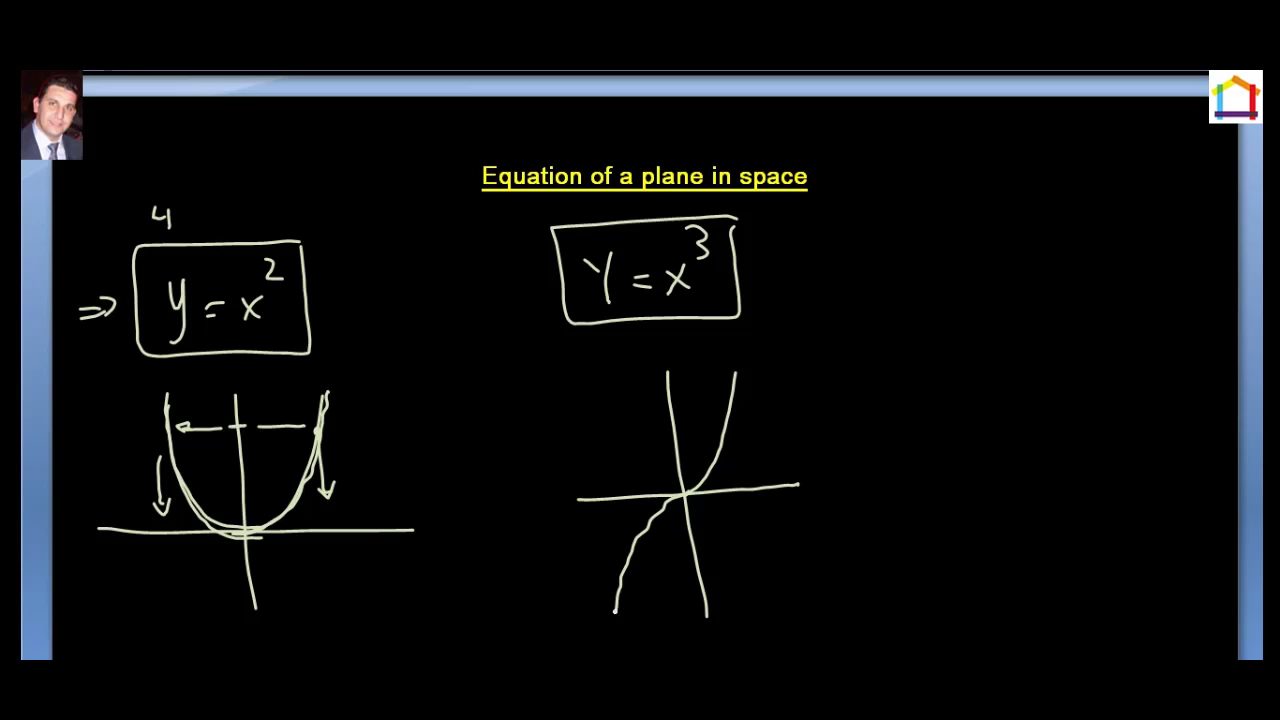 Equation of a plane in space
4
⇒ y = x²
Y = x³